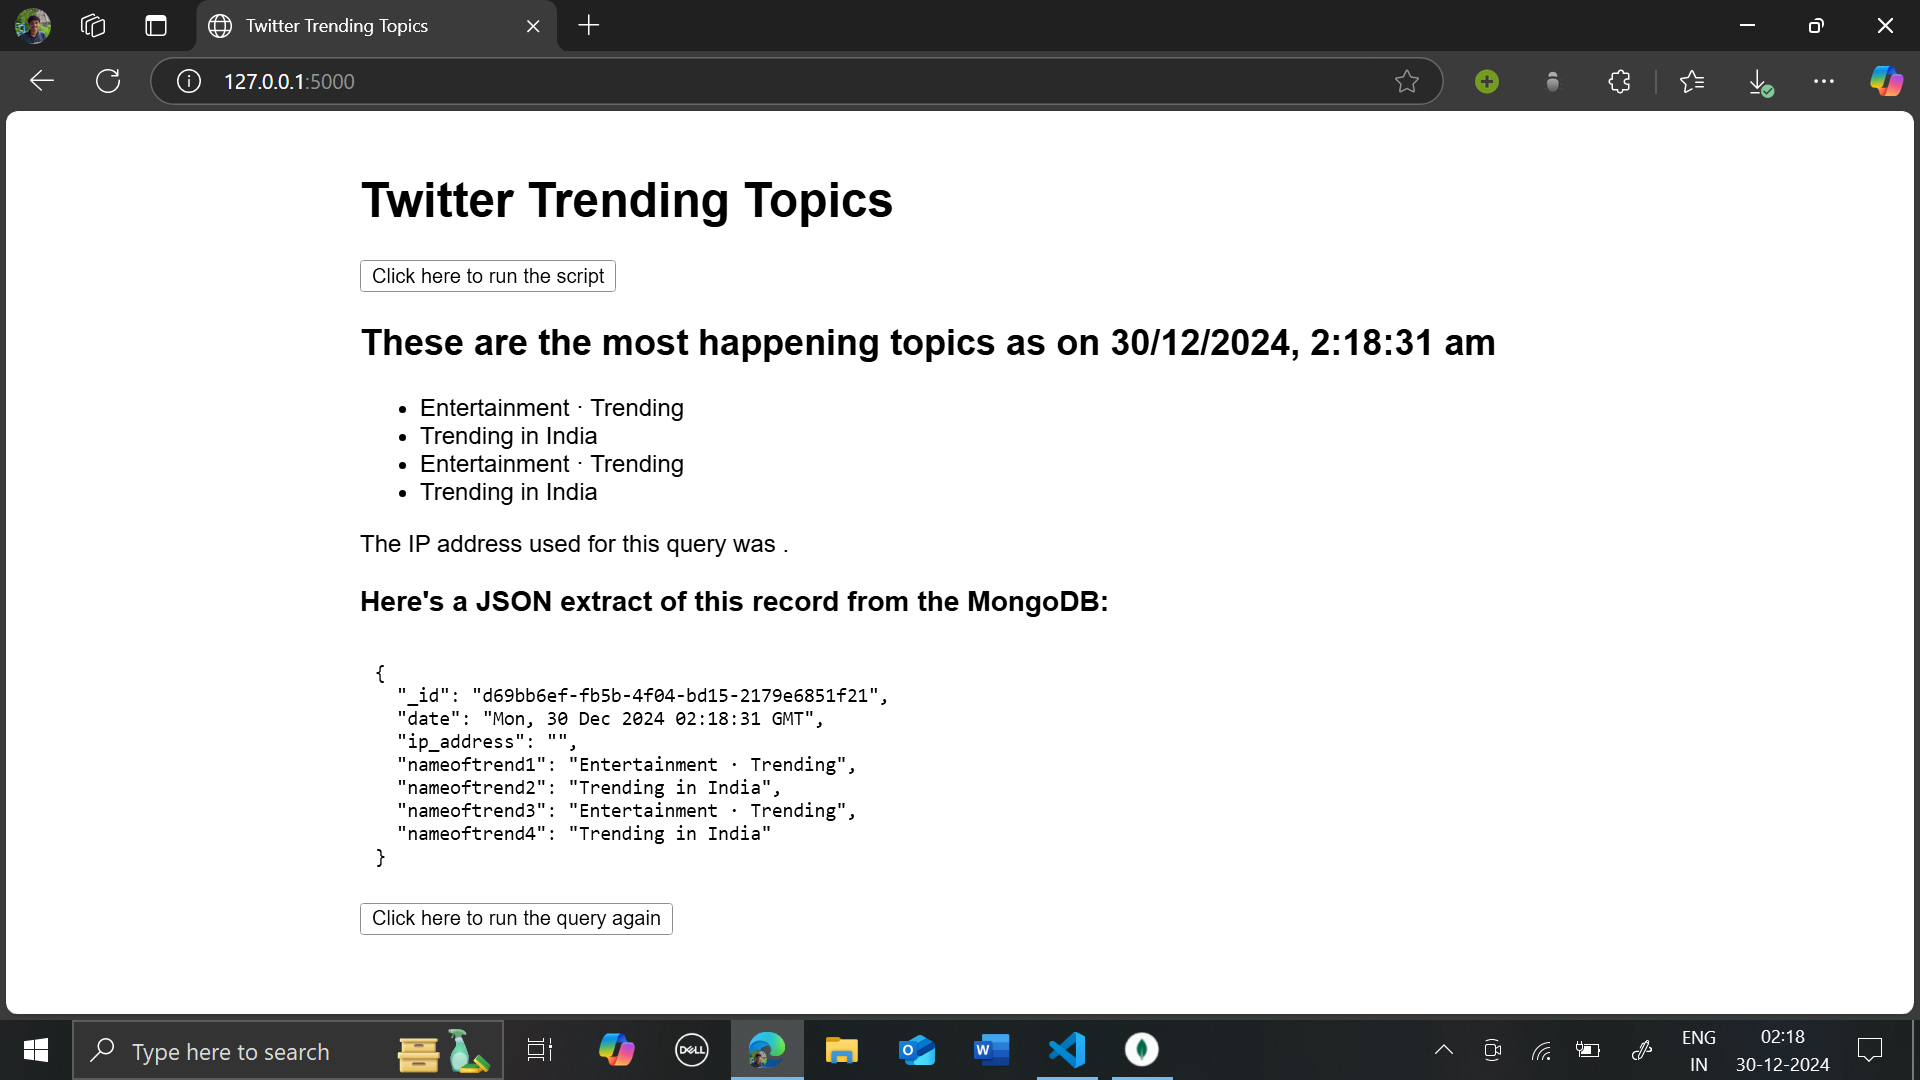 Twitter Trending Topics
127.0.0.1:5000
Twitter Trending Topics
Click here to run the script
These are the most happening topics as on 30/12/2024, 2:18:31 am
• Entertainment · Trending
• Trending in India
• Entertainment · Trending
• Trending in India
The IP address used for this query was .
Here's a JSON extract of this record from the MongoDB:
{
  "_id": "d69bb6ef-fb5b-4f04-bd15-2179e6851f21",
  "date": "Mon, 30 Dec 2024 02:18:31 GMT",
  "ip_address": "",
  "nameoftrend1": "Entertainment · Trending",
  "nameoftrend2": "Trending in India",
  "nameoftrend3": "Entertainment · Trending",
  "nameoftrend4": "Trending in India"
}
Click here to run the query again
Type here to search
DELL
ENG
IN
02:18
30-12-2024